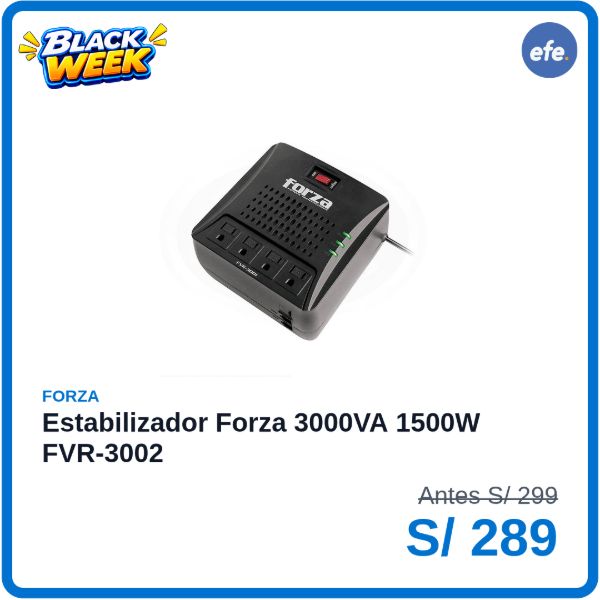 BLACK
WEEK
efe.
forza
FORZA
Estabilizador Forza 3000VA 1500W
FVR-3002
Antes S/ 299
S/ 289